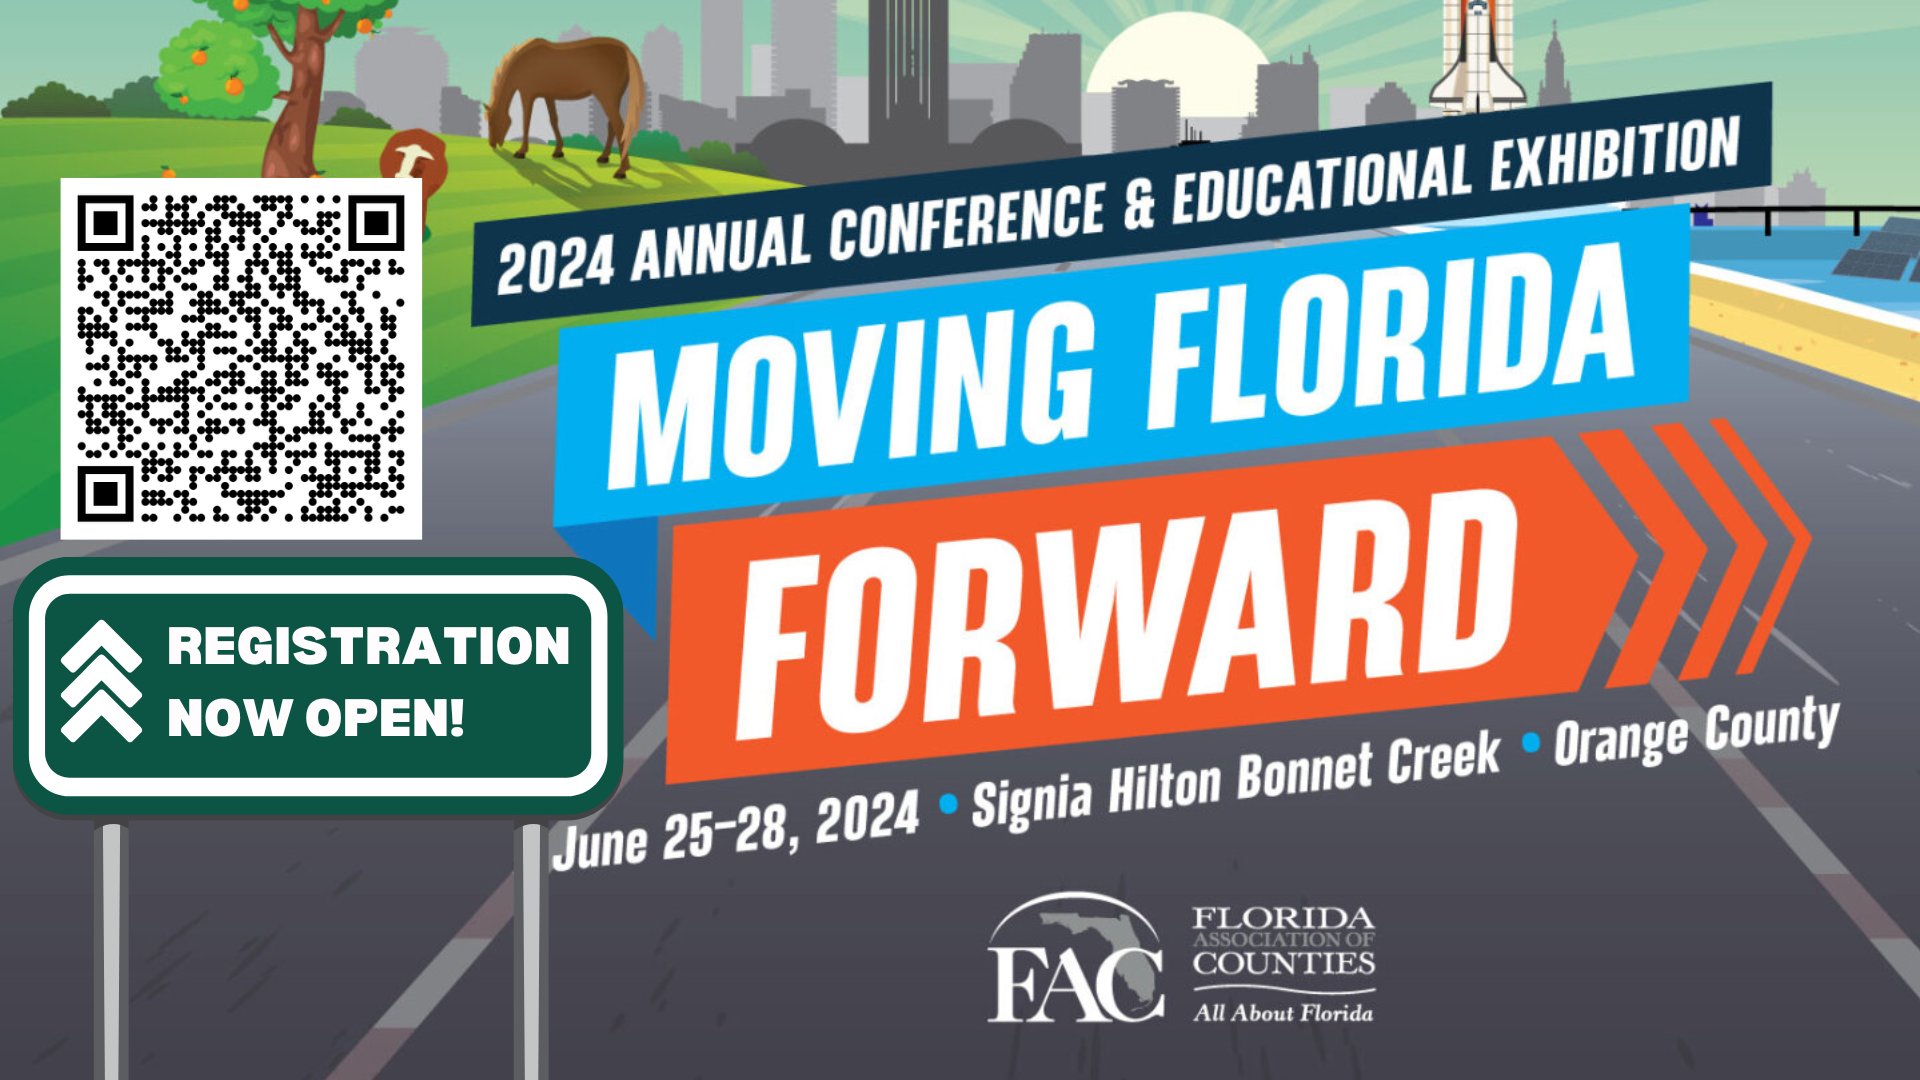 2024 ANNUAL CONFERENCE & EDUCATIONAL EXHIBITION
MOVING FLORIDA
FORWARD
REGISTRATION
NOW OPEN!
June 25–28, 2024 • Signia Hilton Bonnet Creek • Orange County
FAC
FLORIDA
ASSOCIATION OF
COUNTIES
All About Florida